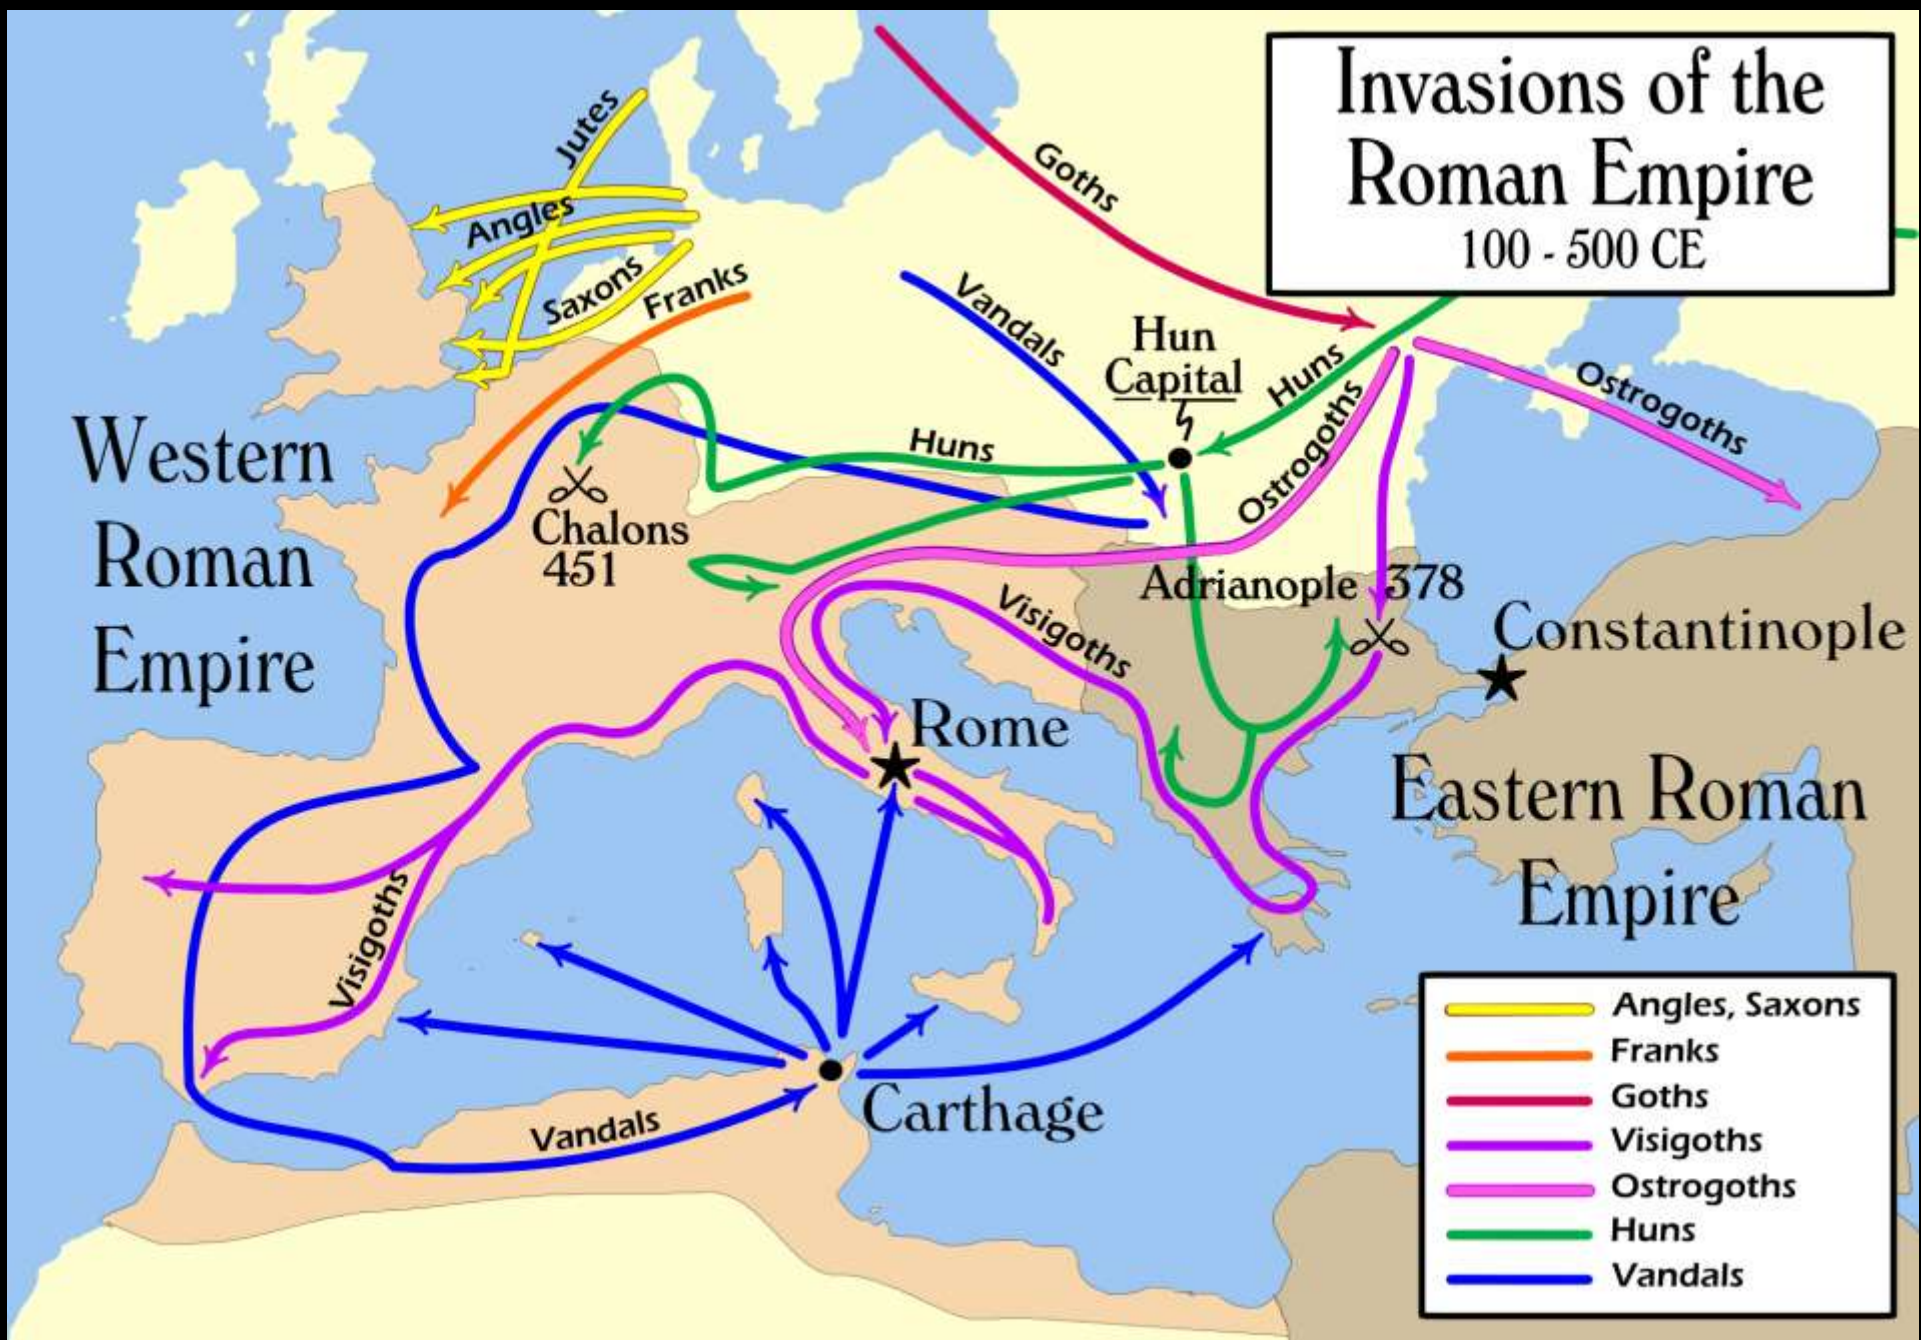 Invasions of the
Roman Empire
100 - 500 CE
Jutes
Angles
Saxons
Franks
Goths
Vandals
Hun
Capital
Huns
Ostrogoths
Ostrogoths
Huns
Western
Roman
Empire
Chalons
451
Adrianople 378
Constantinople
Visigoths
Rome
Eastern Roman
Empire
Visigoths
Carthage
Vandals
Angles, Saxons
Franks
Goths
Visigoths
Ostrogoths
Huns
Vandals